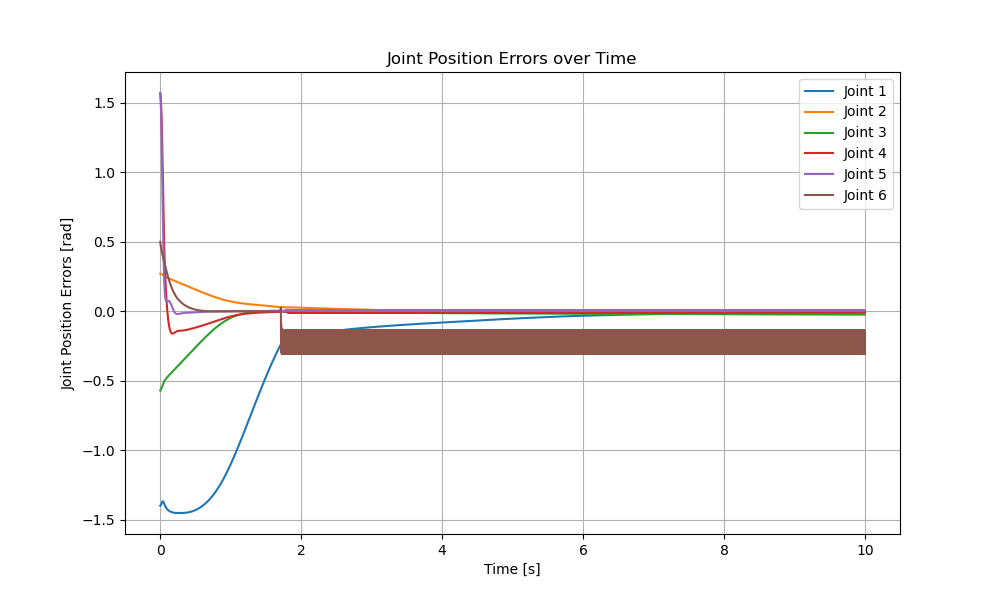 Joint Position Errors over Time
Joint Position Errors [rad]
1.5
1.0
0.5
0.0
−0.5
−1.0
−1.5
Joint 1
Joint 2
Joint 3
Joint 4
Joint 5
Joint 6
0 2 4 6 8 10
Time [s]